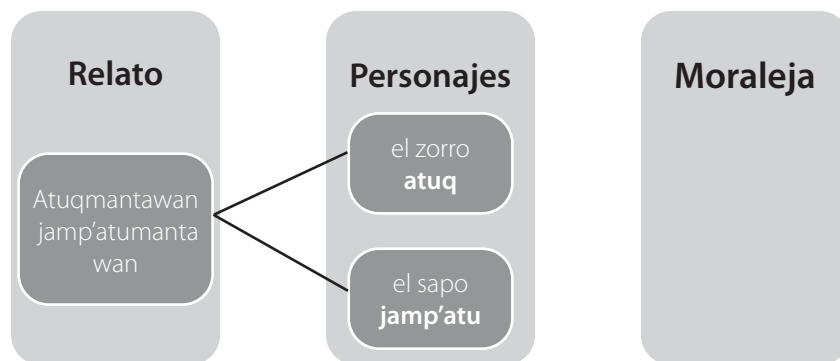 Relato
Atuqmantawan
jamp'atumanta
wan
Personajes
el zorro
atuq
el sapo
jamp'atu
Moraleja